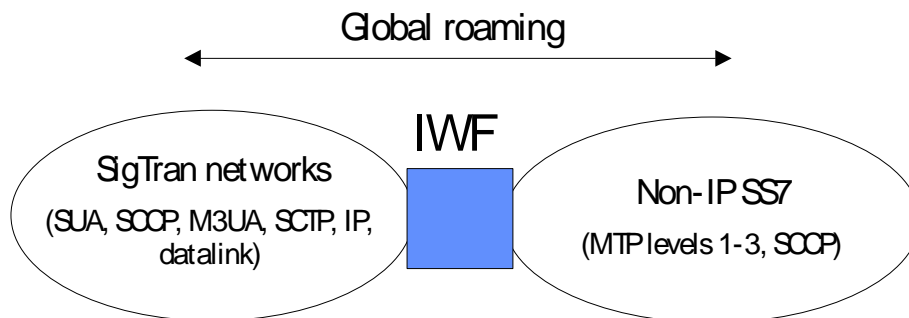 Global roaming
IWF
SigTran networks
(SUA, SCCP, M3UA, SCTP, IP,
datalink)
Non-IP SS7
(MTP levels 1-3, SCCP)